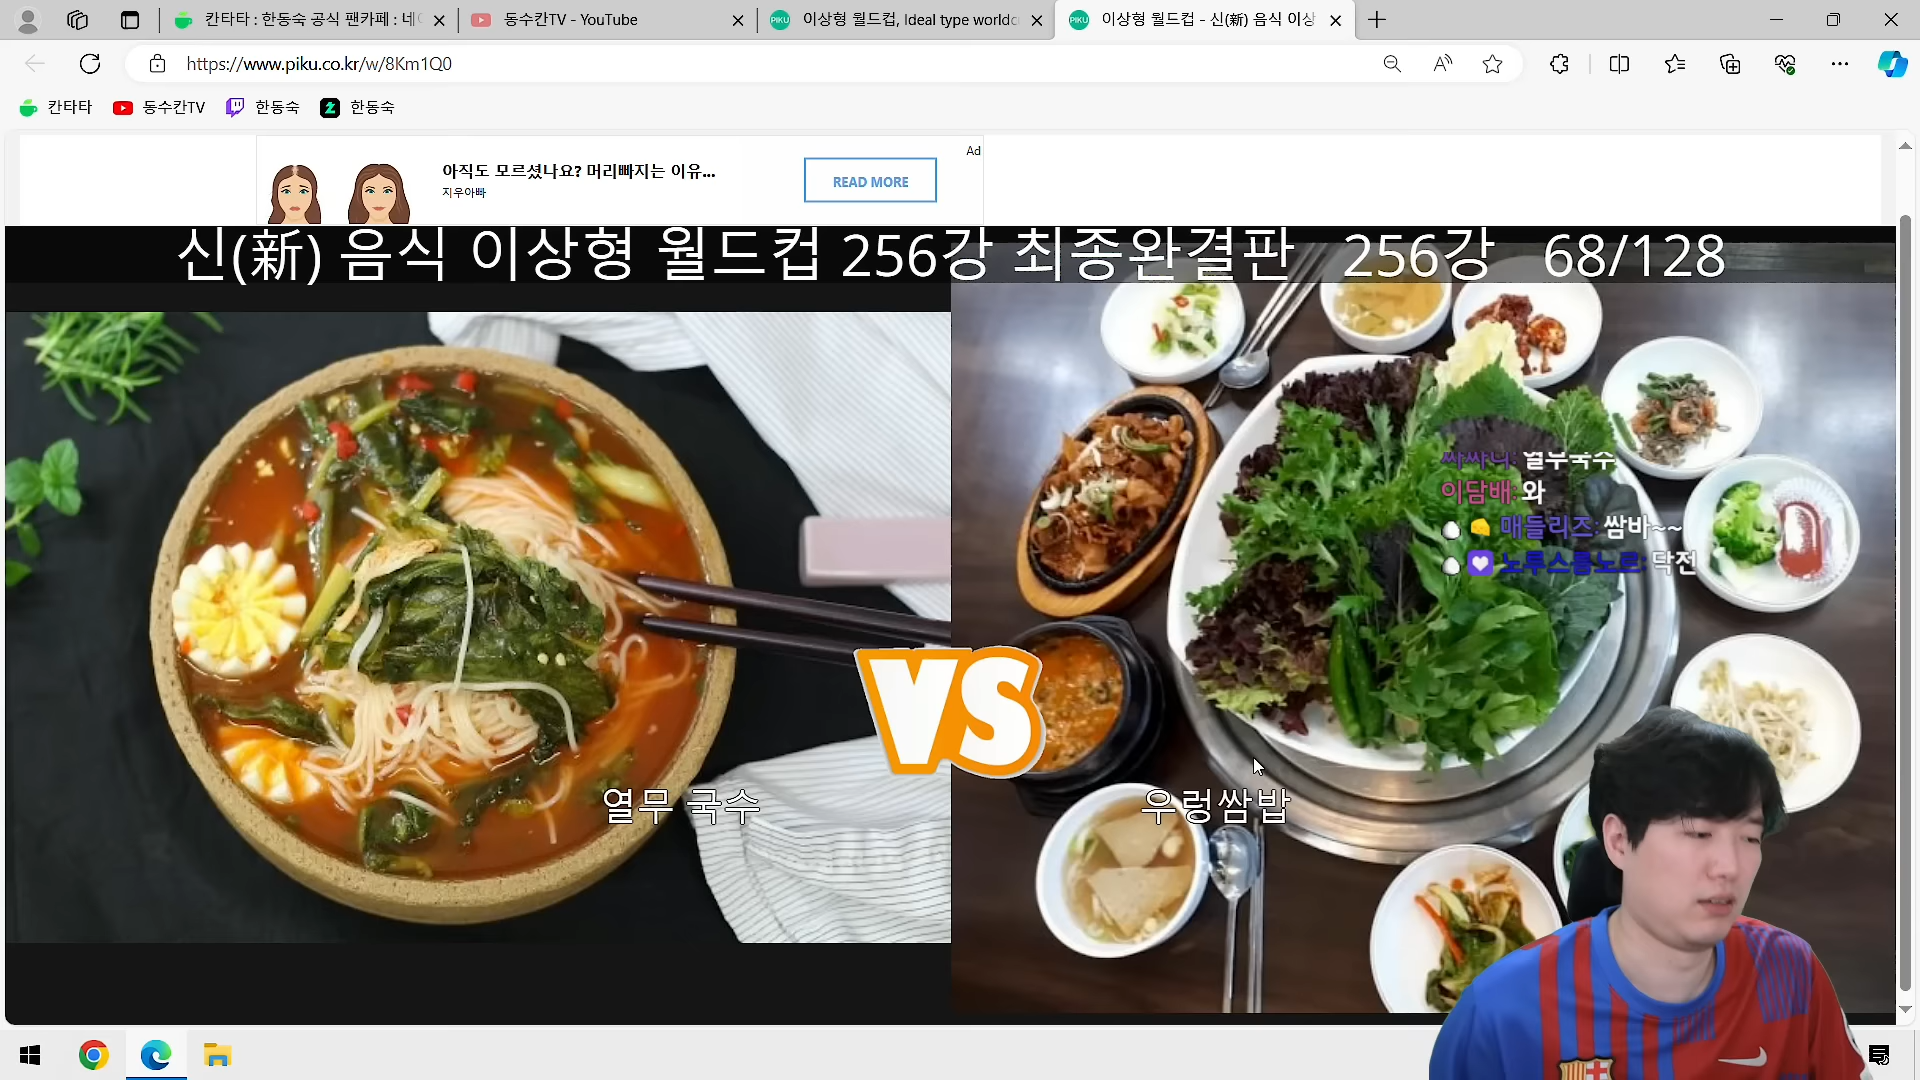 칸타타 : 한동숙 공식 팬카페 : 네
동수칸TV - YouTube
PIKU
이상형 월드컵, Ideal type worldc
PIKU
이상형 월드컵 - 신(新) 음식 이상
https://www.piku.co.kr/w/8Km1Q0
칸타타
동수칸TV
한동숙
한동숙
Ad
아직도 모르셨나요? 머리빠지는 이유...
지우아빠
READ MORE
신(新) 음식 이상형 월드컵 256강 최종완결판 256강 68/128
열무국수
이담배: 와
매들리즈: 쌈바~~
닥전
VS
열무 국수
우렁쌈밥